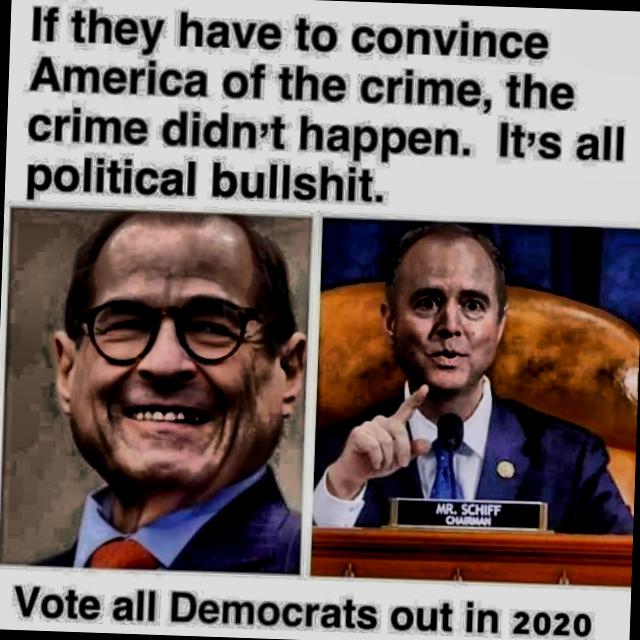 If they have to convince
America of the crime, the
crime didn't happen. It's all
political bullshit.
MR. SCHIFF
CHAIRMAN
Vote all Democrats out in 2020